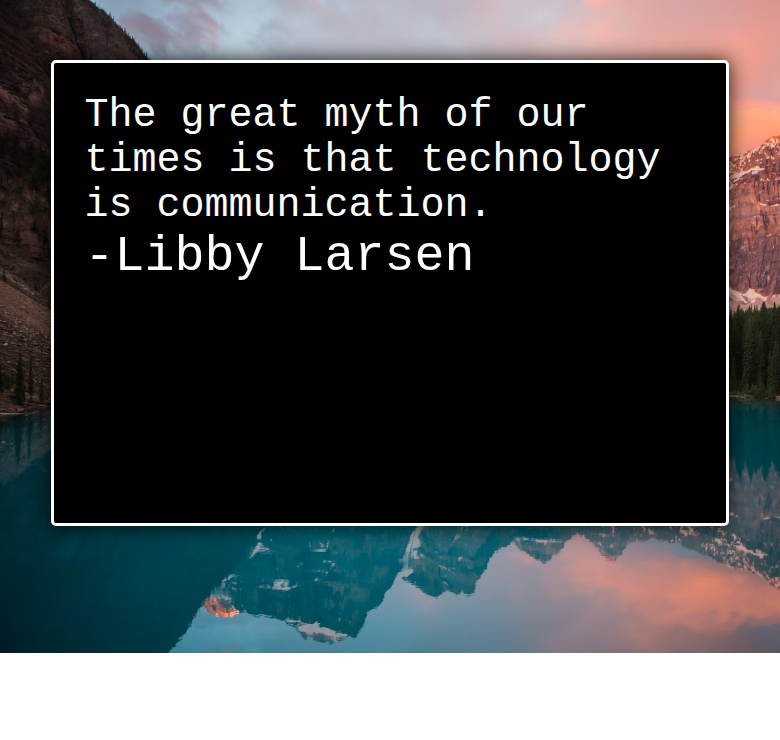 The great myth of our
times is that technology
is communication.
-Libby Larsen